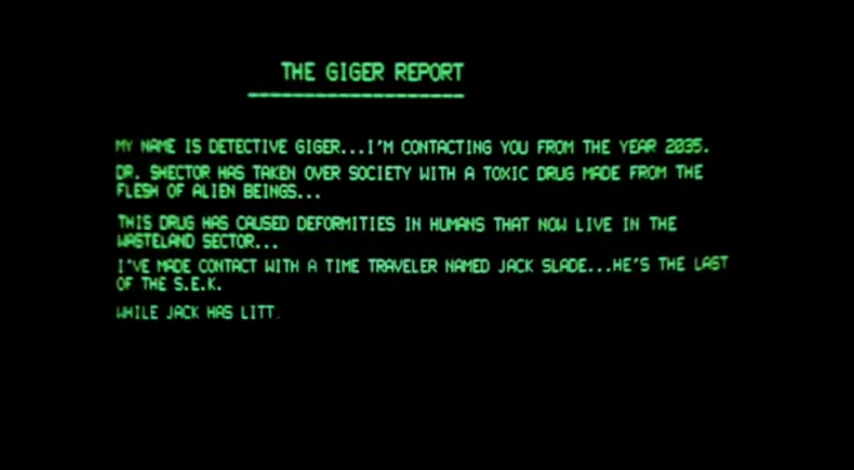 THE GIGER REPORT
MY NAME IS DETECTIVE GIGER...I'M CONTACTING YOU FROM THE YEAR 2035.
DR. SHECTOR HAS TAKEN OVER SOCIETY WITH A TOXIC DRUG MADE FROM THE
FLESH OF ALIEN BEINGS...
THIS DRUG HAS CAUSED DEFORMITIES IN HUMANS THAT NOW LIVE IN THE
WASTELAND SECTOR...
I'VE MADE CONTACT WITH A TIME TRAVELER NAMED JACK SLADE...HE'S THE LAST
OF THE S.E.K.
WHILE JACK HAS LITT